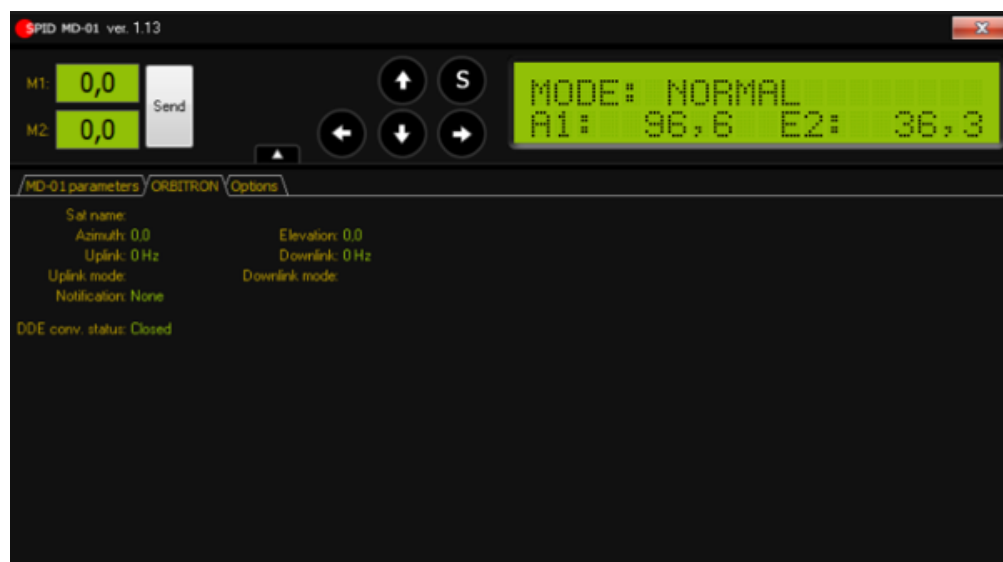 SPID MD-01 ver. 1.13
M1: 0,0
M2: 0,0
Send
S
MODE: NORMAL
A1: 96,6 E2: 36,3
MD-01 parameters ORBITRON Options
Sat name:
Azimuth: 0,0 Elevation: 0,0
Uplink: 0 Hz Downlink: 0 Hz
Uplink mode: Downlink mode:
Notification: None
DDE conv. status: Closed